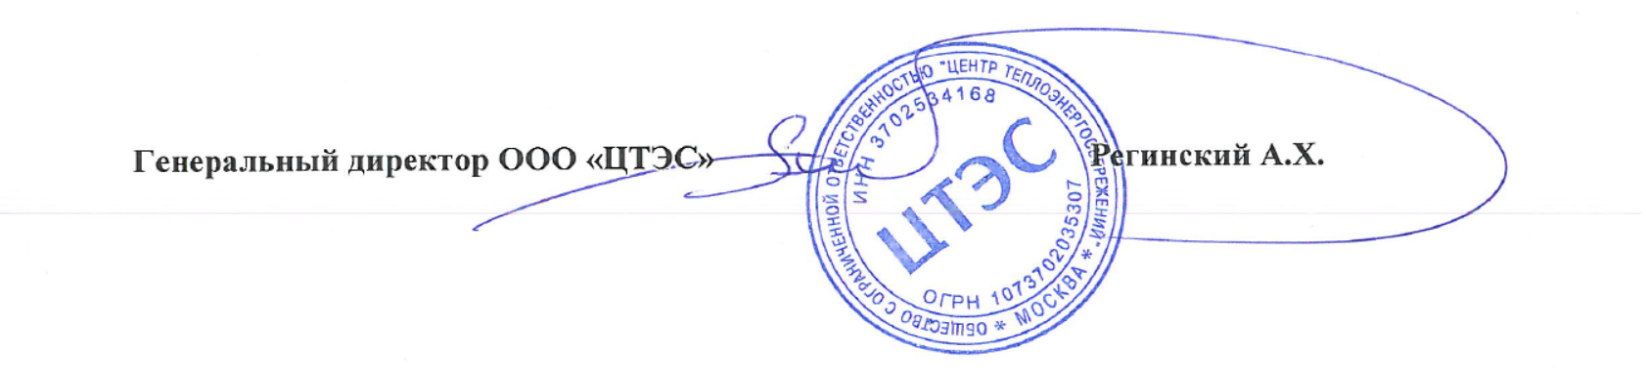 Генеральный директор ООО «ЦТЭС»
Регинский А.Х.
ОБЩЕСТВО С ОГРАНИЧЕННОЙ ОТВЕТСТВЕННОСТЬЮ "ЦЕНТР ТЕПЛОЭНЕРГОСБЕРЕЖЕНИЙ" * МОСКВА *
ИНН 3702534168
ЦТЭС
ОГРН 1073702035307